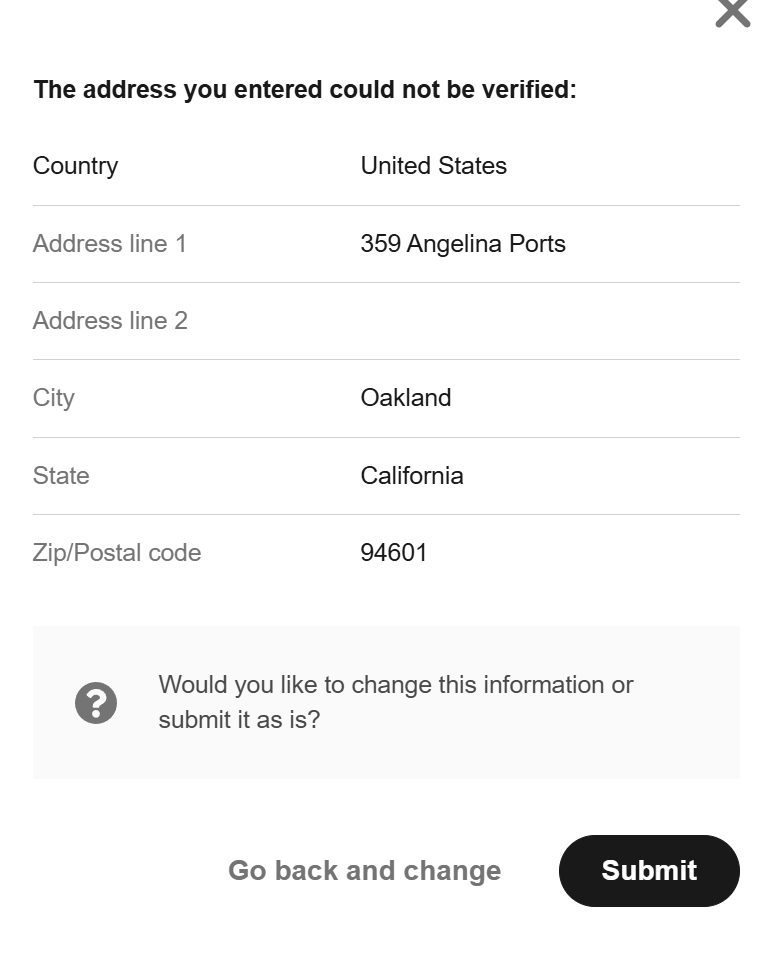 The address you entered could not be verified:
Country United States
Address line 1 359 Angelina Ports
Address line 2
City Oakland
State California
Zip/Postal code 94601
Would you like to change this information or
submit it as is?
Go back and change Submit